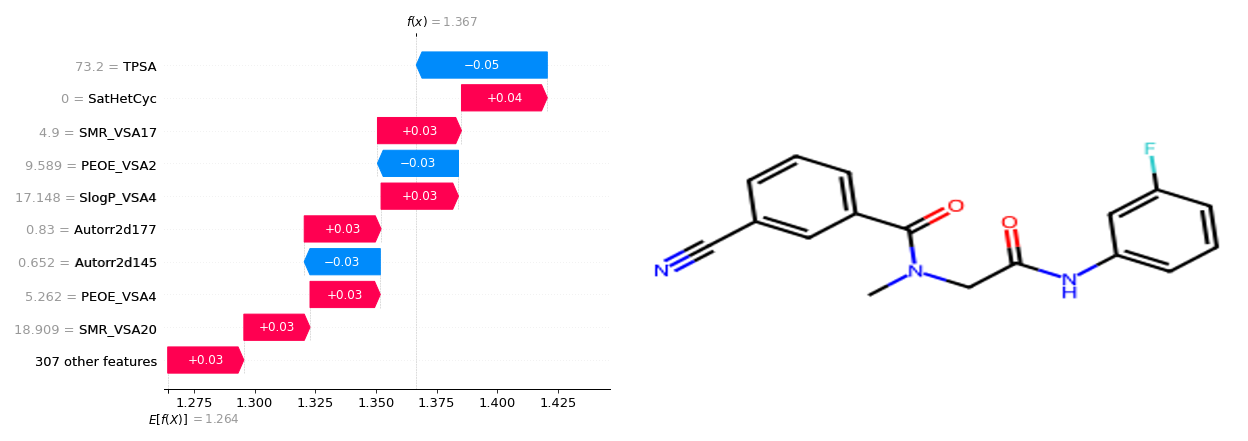 f(x) = 1.367
73.2 = TPSA
−0.05
0 = SatHetCyc
+0.04
4.9 = SMR_VSA17
+0.03
9.589 = PEOE_VSA2
−0.03
17.148 = SlogP_VSA4
+0.03
0.83 = Autorr2d177
+0.03
0.652 = Autorr2d145
−0.03
5.262 = PEOE_VSA4
+0.03
18.909 = SMR_VSA20
+0.03
307 other features
+0.03
1.275 1.300 1.325 1.350 1.375 1.400 1.425
E[f(X)] = 1.264
F
O
O
N
N
N
H